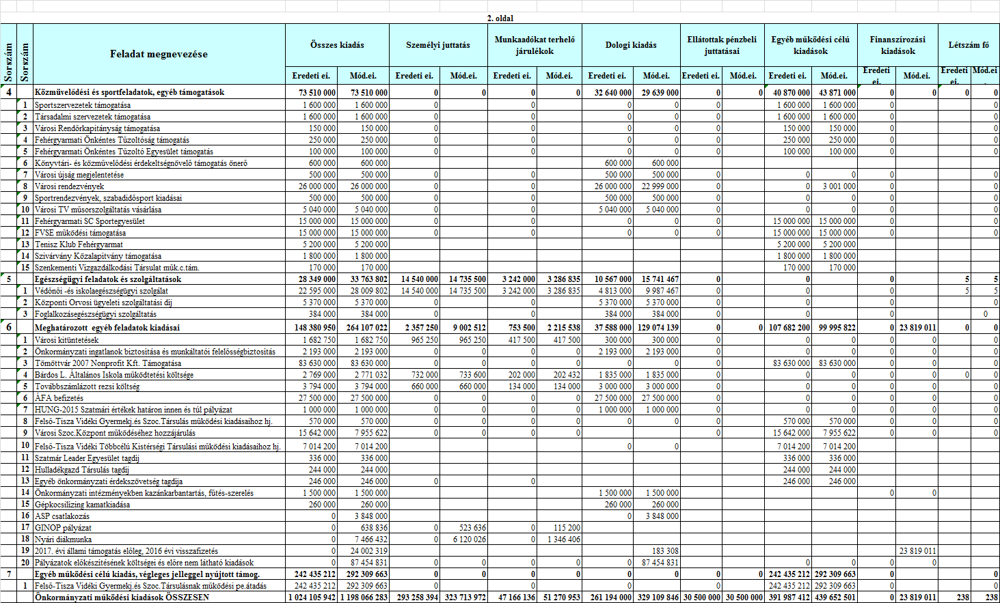 2. oldal
Sorszám Sorszám Feladat megnevezése Összes kiadás Személyi juttatás Munkaadókat terhelő járulékok Dologi kiadás Ellátottak pénzbeli juttatásai Egyéb működési célú kiadások Finanszírozási kiadások Létszám fő
Eredeti ei. Mód.ei. Eredeti ei. Mód.ei. Eredeti ei. Mód.ei. Eredeti ei. Mód.ei. Eredeti ei. Mód.ei. Eredeti ei. Mód.ei. Eredeti ei. Mód.ei. Eredeti ei. Mód.ei.
4 Közművelődési és sportfeladatok, egyéb támogatások 73 510 000 73 510 000 0 0 0 0 32 640 000 29 639 000 0 0 40 870 000 43 871 000 0 0 0 0
1 Sportszervezetek támogatása 1 600 000 1 600 000 0 0 0 0 0 1 600 000 1 600 000 0 0
2 Társadalmi szervezetek támogatása 1 600 000 1 600 000 0 0 0 0 0 1 600 000 1 600 000 0 0
3 Városi Rendőrkapitányság támogatása 150 000 150 000 0 0 0 0 0 150 000 150 000 0 0
4 Fehérgyarmati Önkéntes Tűzoltóság támogatás 250 000 250 000 0 0 0 0 0 250 000 250 000 0 0
5 Fehérgyarmati Önkéntes Tűzoltó Egyesület támogatás 100 000 100 000 0 0 0 0 0 100 000 100 000 0 0
6 Könyvtári- és közművelődési érdekeltségnövelő támogatás önerő 600 000 600 000 600 000 600 000
7 Városi újság megjelentetése 500 000 500 000 0 0 500 000 500 000 0 0 0 0 0
8 Városi rendezvények 26 000 000 26 000 000 0 0 26 000 000 22 999 000 0 0 3 001 000 0 0
9 Sportrendezvények, szabadidősport kiadásai 500 000 500 000 0 0 500 000 500 000 0 0 0 0 0
10 Városi TV műsorszolgáltatás vásárlása 5 040 000 5 040 000 0 0 5 040 000 5 040 000 0 0 0 0 0
11 Fehérgyarmati SC Sportegyesület 15 000 000 15 000 000 0 0 0 0 0 15 000 000 15 000 000 0 0
12 FVSE működési támogatása 15 000 000 15 000 000 0 0 0 0 0 15 000 000 15 000 000 0 0
13 Tenisz Klub Fehérgyarmat 5 200 000 5 200 000 5 200 000 5 200 000
14 Szivárvány Közalapítvány támogatása 1 800 000 1 800 000 1 800 000 1 800 000
15 Szenkementi Vizgazdálkodási Társulat műk.c.tám. 170 000 170 000 170 000 170 000
5 Egészségügyi feladatok és szolgáltatások 28 349 000 33 763 802 14 540 000 14 735 500 3 242 000 3 286 835 10 567 000 15 741 467 0 0 0 5 5
1 Védőnői -és iskolaegészségügyi szolgálat 22 595 000 28 009 802 14 540 000 14 735 500 3 242 000 3 286 835 4 813 000 9 987 467 0 0 0 5 5
2 Központi Orvosi ügyeleti szolgáltatási díj 5 370 000 5 370 000 0 0 5 370 000 5 370 000 0 0 0 0
3 Foglalkozásegészségügyi szolgáltatás 384 000 384 000 0 0 384 000 384 000 0 0 0 0
6 Meghatározott egyéb feladatok kiadásai 148 380 950 264 107 022 2 357 250 9 002 512 753 500 2 215 538 37 588 000 129 074 139 0 0 107 682 200 99 995 822 0 23 819 011 0 0
1 Városi kitüntetések 1 682 750 1 682 750 965 250 965 250 417 500 417 500 300 000 300 000 0 0 0 0 0 0
2 Önkormányzati ingatlanok biztosítása és munkáltatói felelősségbiztosítás 2 193 000 2 193 000 0 0 0 0 2 193 000 2 193 000 0 0 0 0 0 0
3 Tömöttvár 2007 Nonprofit Kft. Támogatása 83 630 000 83 630 000 0 0 0 0 0 0 0 83 630 000 83 630 000 0 0 0
4 Bárdos L. Általános Iskola működtetési költsége 2 769 000 2 771 032 732 000 733 600 202 000 202 432 1 835 000 1 835 000 0 0 0 0 0 0 0
5 Továbbszámlázott rezsi költség 3 794 000 3 794 000 660 000 660 000 134 000 134 000 3 000 000 3 000 000 0 0 0 0 0 0
6 ÁFA befizetés 27 500 000 27 500 000 0 0 0 0 27 500 000 27 500 000 0 0 0 0 0 0
7 HUNG-2015 Szatmári értékek határon innen és túl pályázat 1 000 000 1 000 000 0 0 0 0 1 000 000 1 000 000 0 0 0 0 0 0
8 Felső-Tisza Vidéki Gyermekj.és Szoc.Társulás működési kiadásaihoz hj. 570 000 570 000 0 0 0 0 0 0 0 570 000 570 000 0 0 0
9 Városi Szoc.Központ működéséhez hozzájárulás 15 642 000 7 955 622 0 0 0 0 0 15 642 000 7 955 622 0 0 0
10 Felső-Tisza Vidéki Többcélú Kistérségi Társulási működési kiadásaihoz hj. 7 014 200 7 014 200 0 0 7 014 200 7 014 200
11 Szatmár Leader Egyesület tagdíj 336 000 336 000 336 000 336 000
12 Hulladékgazd Társulás tagdíj 244 000 244 000 244 000 244 000
13 Egyéb önkormányzati érdekszövetség tagdíja 246 000 246 000 0 0 246 000 246 000
14 Önkormányzati intézményekben kazánkarbantartás, fűtés-szerelés 1 500 000 1 500 000 1 500 000 1 500 000 0 0
15 Gépkocsilizing kamatkiadása 260 000 260 000 260 000 260 000
16 ASP csatlakozás 0 3 848 000 0 3 848 000
17 GINOP pályázat 0 638 836 0 523 636 0 115 200
18 Nyári diákmunka 0 7 466 432 0 6 120 026 0 1 346 406
19 2017. évi állami támogatás előleg, 2016 évi visszafizetés 0 24 002 319 183 308 23 819 011
20 Pályázatok előkészítésének költségei és előre nem látható kiadások 0 87 454 831 0 0 0 0 0 87 454 831 0 0 0 0
7 Egyéb működési célú kiadás, végleges jelleggel nyújtott támog. 242 435 212 292 309 663 0 0 0 0 0 0 0 0 242 435 212 292 309 663 0 0
1 Felső-Tisza Vidéki Gyermekj.és Szoc.Társulásnak működési pe.átadás 242 435 212 292 309 663 0 0 0 0 242 435 212 292 309 663 0 0
Önkormányzati működési kiadások ÖSSZESEN 1 024 105 942 1 198 066 283 293 258 394 323 713 972 47 166 136 51 270 953 261 194 000 329 109 846 30 500 000 30 500 000 391 987 412 439 652 501 0 23 819 011 238 238